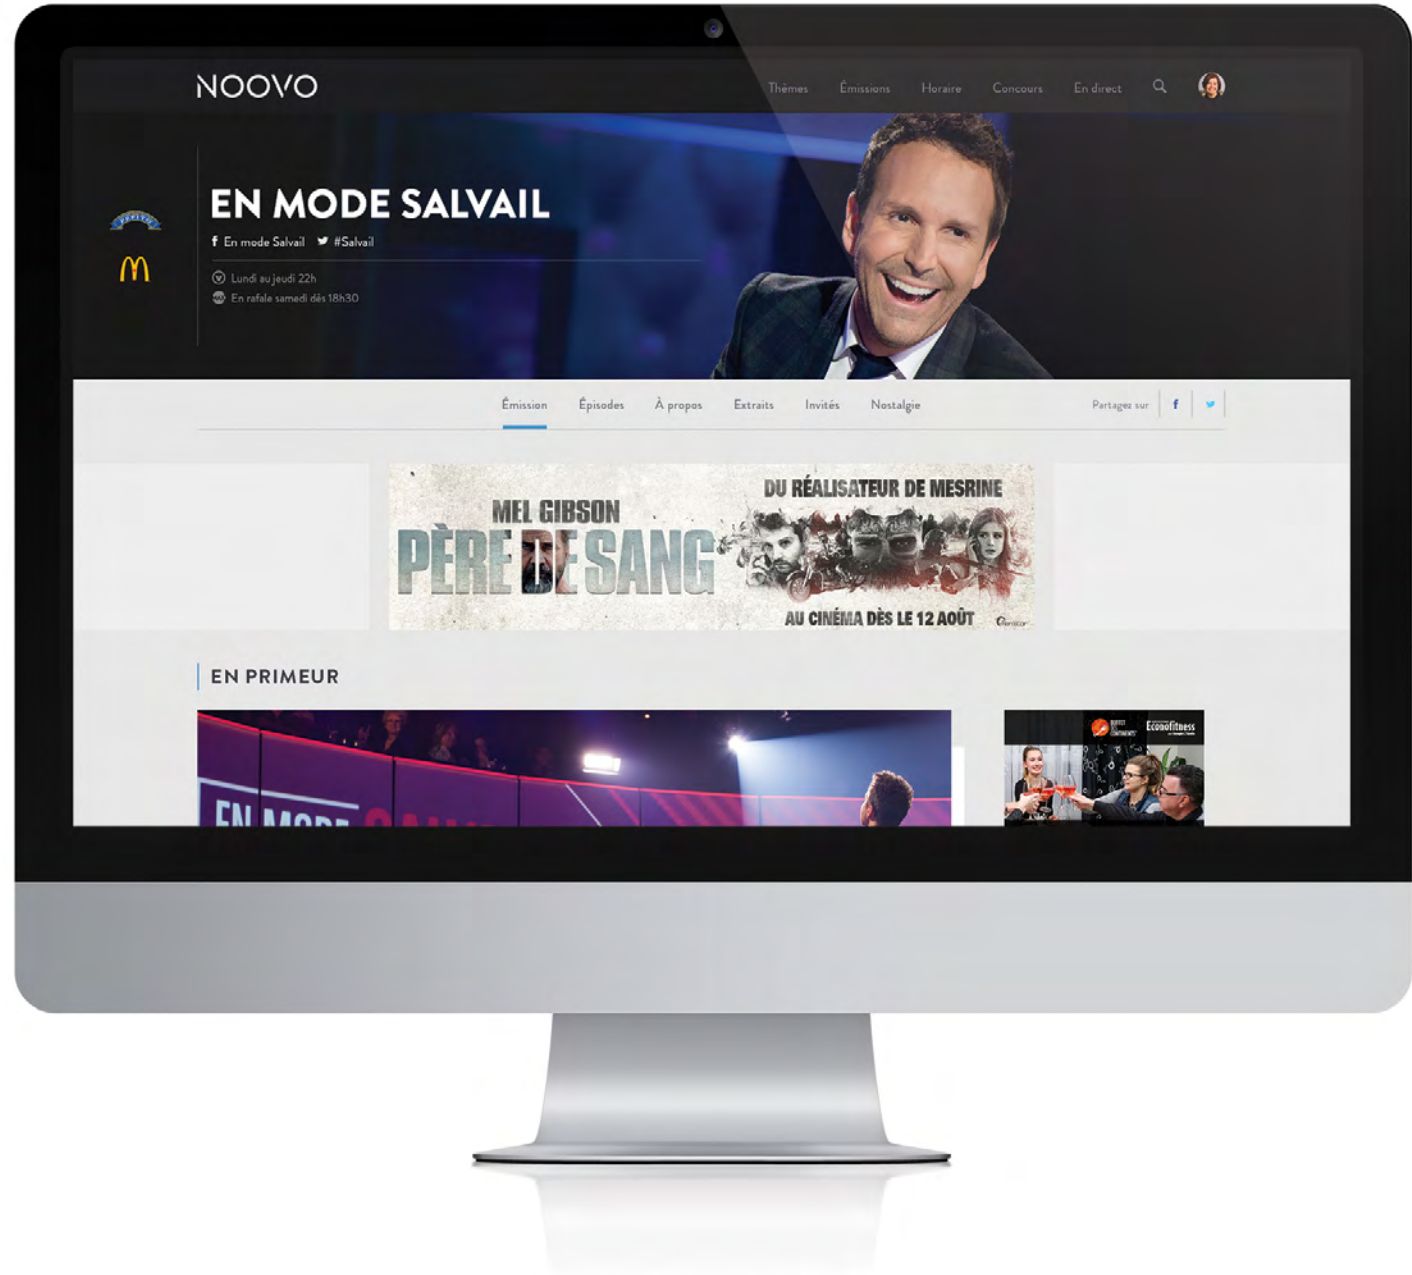 NOOVO
Thèmes Émissions Horaire Concours En direct
EN MODE SALVAIL
En mode Salvail #Salvail
Lundi au jeudi 22h
En rafale samedi dès 18h30
Émission Épisodes À propos Extraits Invités Nostalgie
Partagez sur
MEL GIBSON
PÈRE DE SANG
DU RÉALISATEUR DE MESRINE
AU CINÉMA DÈS LE 12 AOÛT
EN PRIMEUR
EN MODE
Éconofitness